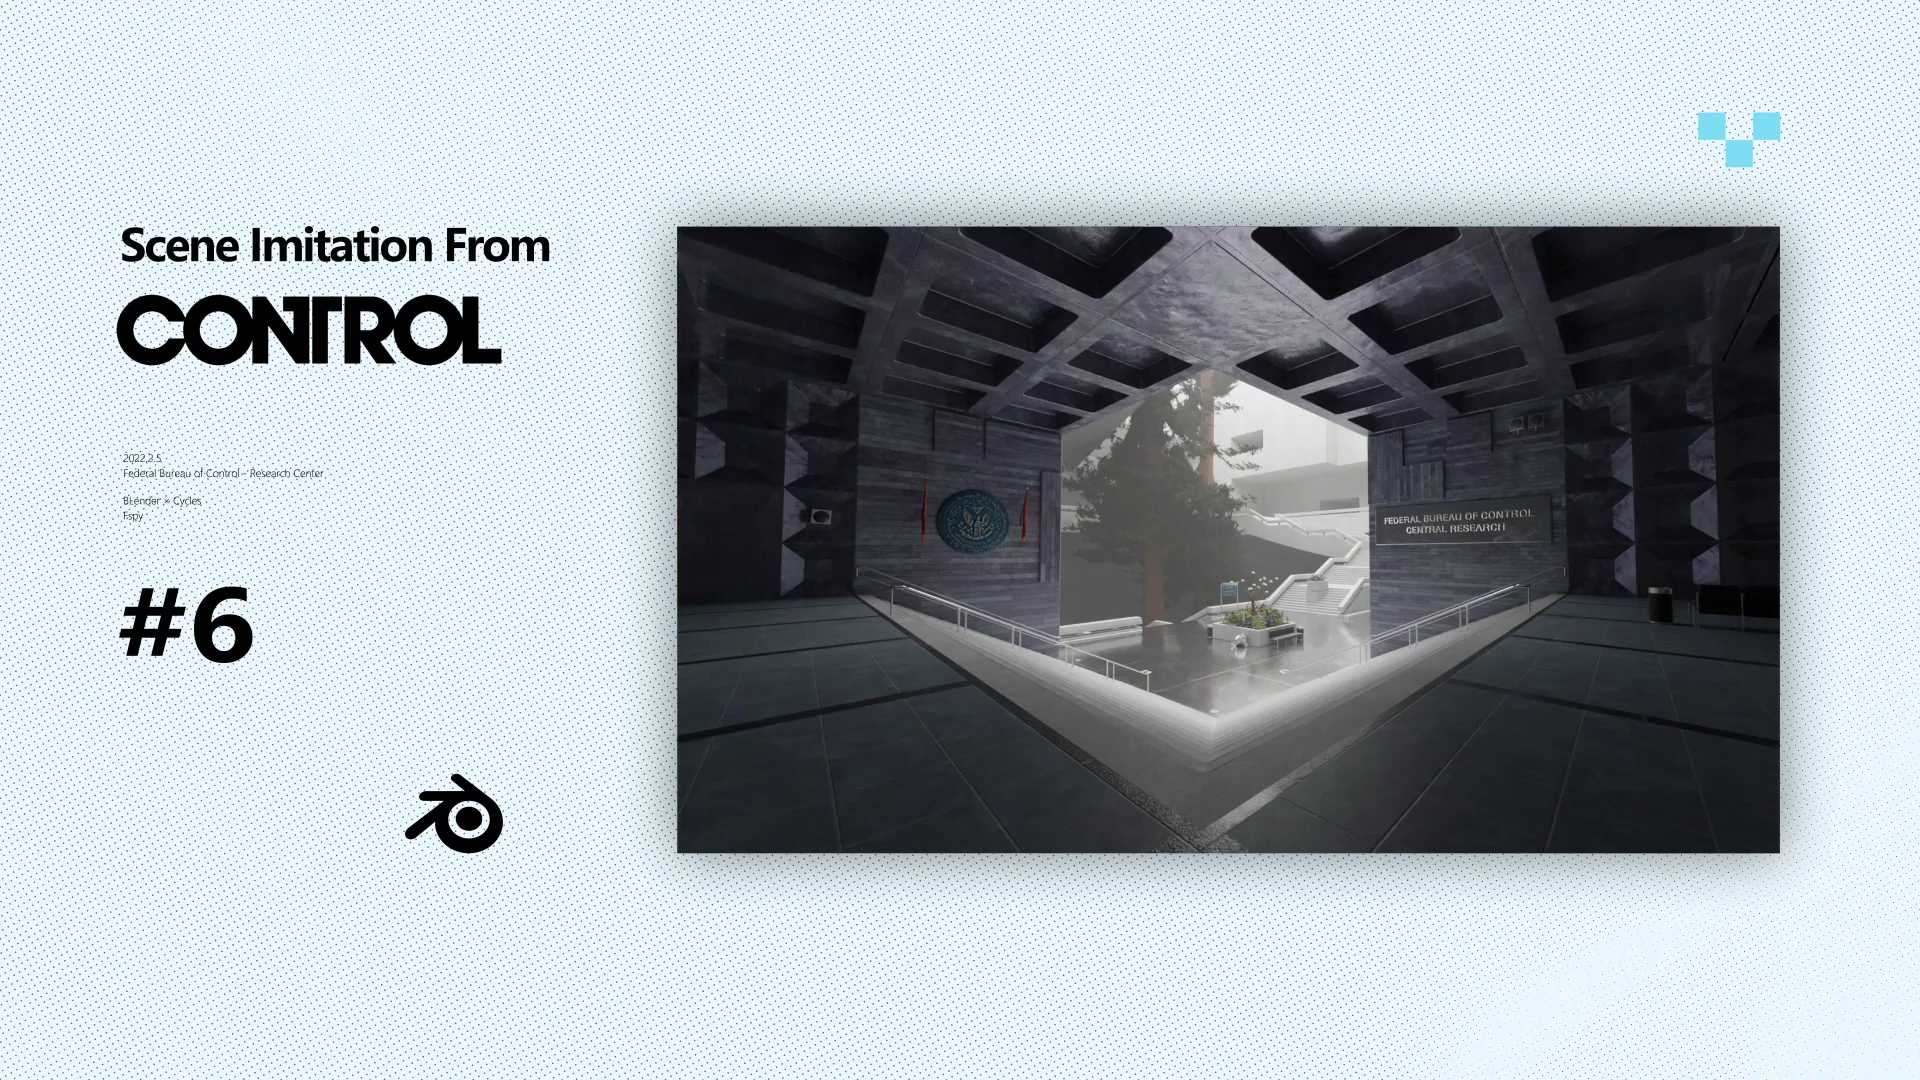 Scene Imitation From
CONTROL
2022.2.5
Federal Bureau of Control - Research Center
Blender × Cycles
Fspy
#6
FEDERAL BUREAU OF CONTROL
CENTRAL RESEARCH